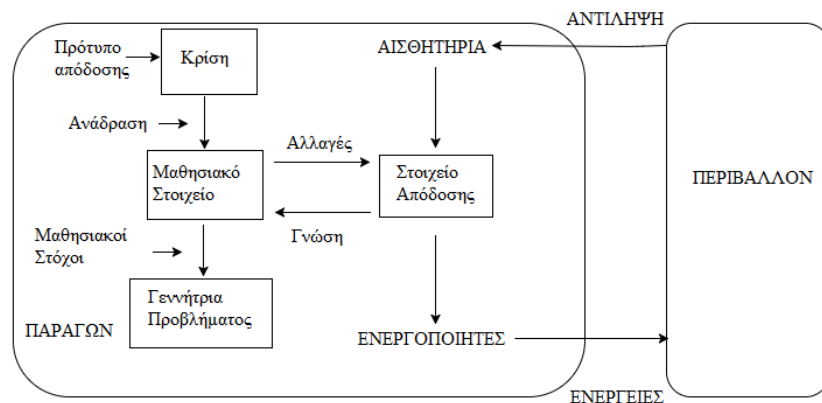 ΑΝΤΙΛΗΨΗ
Πρότυπο
απόδοσης
Κρίση
ΑΙΣΘΗΤΗΡΙΑ
Ανάδραση
Αλλαγές
Μαθησιακό
Στοιχείο
Στοιχείο
Απόδοσης
ΠΕΡΙΒΑΛΛΟΝ
Γνώση
Μαθησιακοί
Στόχοι
Γεννήτρια
Προβλήματος
ΠΑΡΑΓΩΝ
ΕΝΕΡΓΟΠΟΙΗΤΕΣ
ΕΝΕΡΓΕΙΕΣ